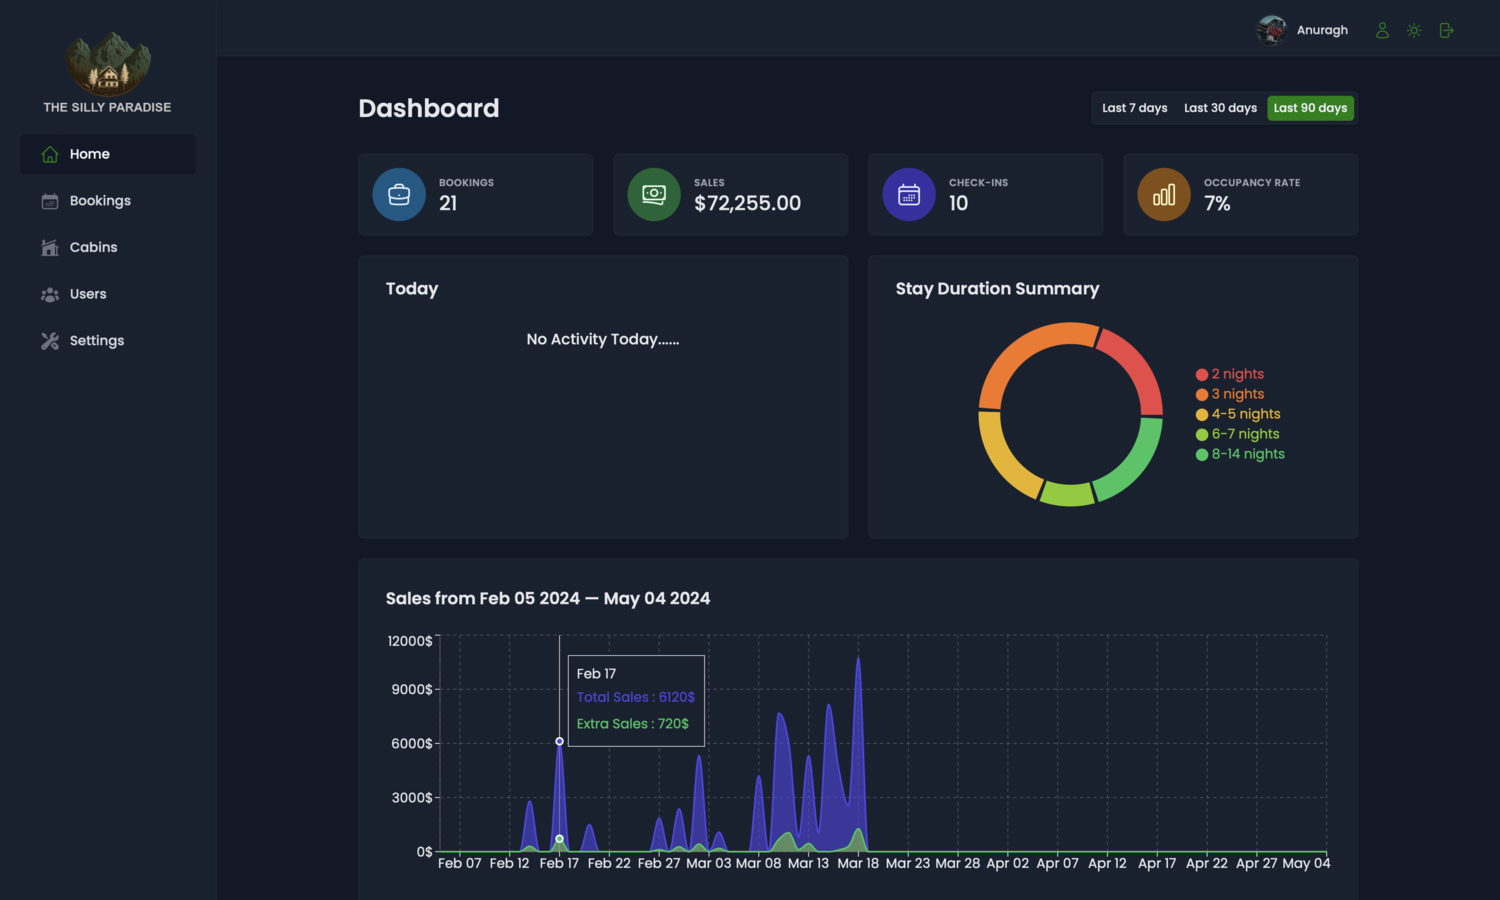 THE SILLY PARADISE
Home
Bookings
Cabins
Users
Settings
Anuragh
Dashboard
Last 7 days Last 30 days Last 90 days
BOOKINGS
21
SALES
$72,255.00
CHECK-INS
10
OCCUPANCY RATE
7%
Today
No Activity Today......
Stay Duration Summary
2 nights
3 nights
4-5 nights
6-7 nights
8-14 nights
Sales from Feb 05 2024 — May 04 2024
12000$
9000$
6000$
3000$
0$
Feb 17
Total Sales : 6120$
Extra Sales : 720$
Feb 07 Feb 12 Feb 17 Feb 22 Feb 27 Mar 03 Mar 08 Mar 13 Mar 18 Mar 23 Mar 28 Apr 02 Apr 07 Apr 12 Apr 17 Apr 22 Apr 27 May 04